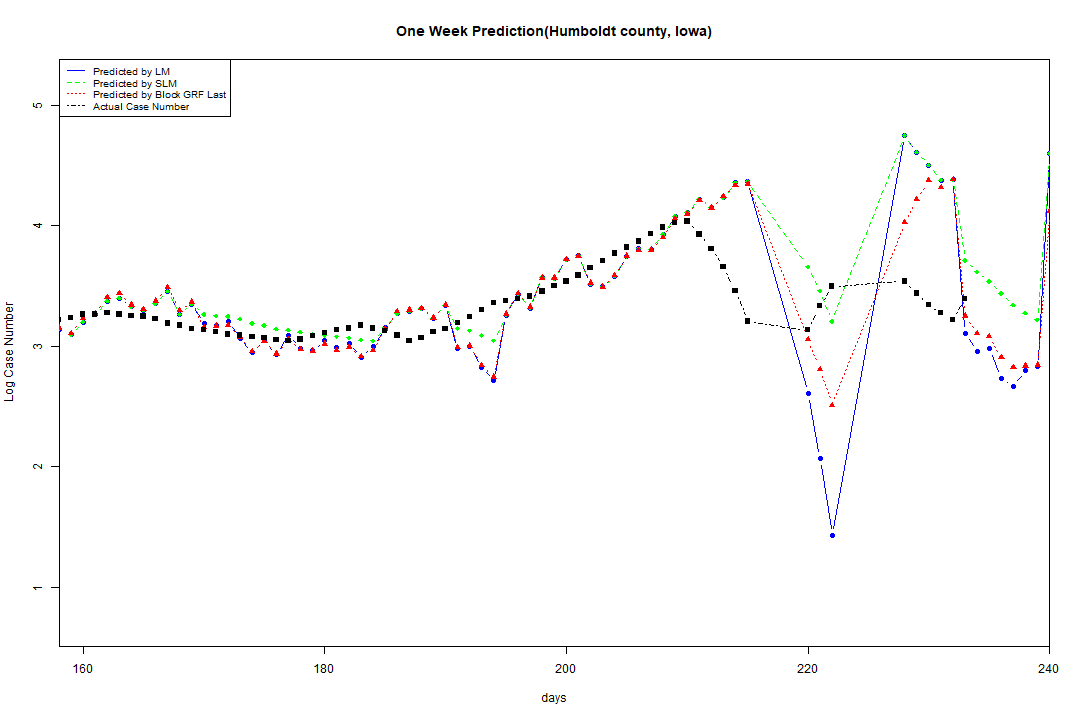 One Week Prediction(Humboldt county, Iowa)
Predicted by LM
Predicted by SLM
Predicted by Block GRF Last
Actual Case Number
5
4
3
2
1
Log Case Number
160 180 200 220 240
days